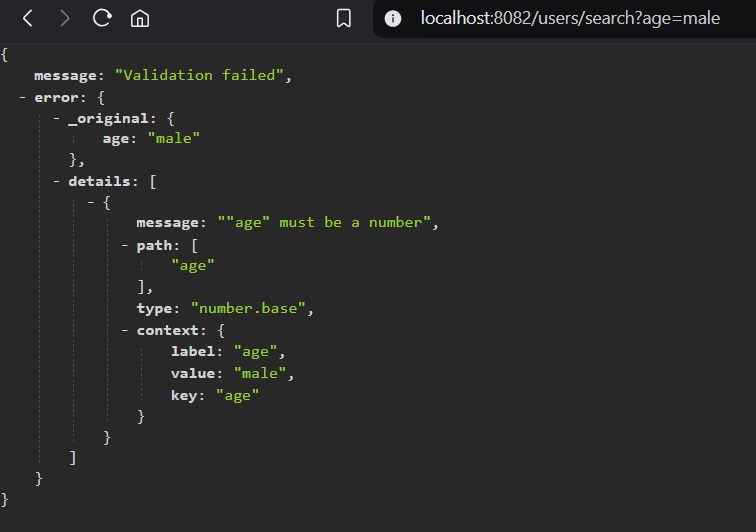 localhost:8082/users/search?age=male
{
message: "Validation failed",
- error: {
- _original: {
age: "male"
},
- details: [
- {
message: ""age" must be a number",
- path: [
"age"
],
type: "number.base",
- context: {
label: "age",
value: "male",
key: "age"
}
}
]
}
}